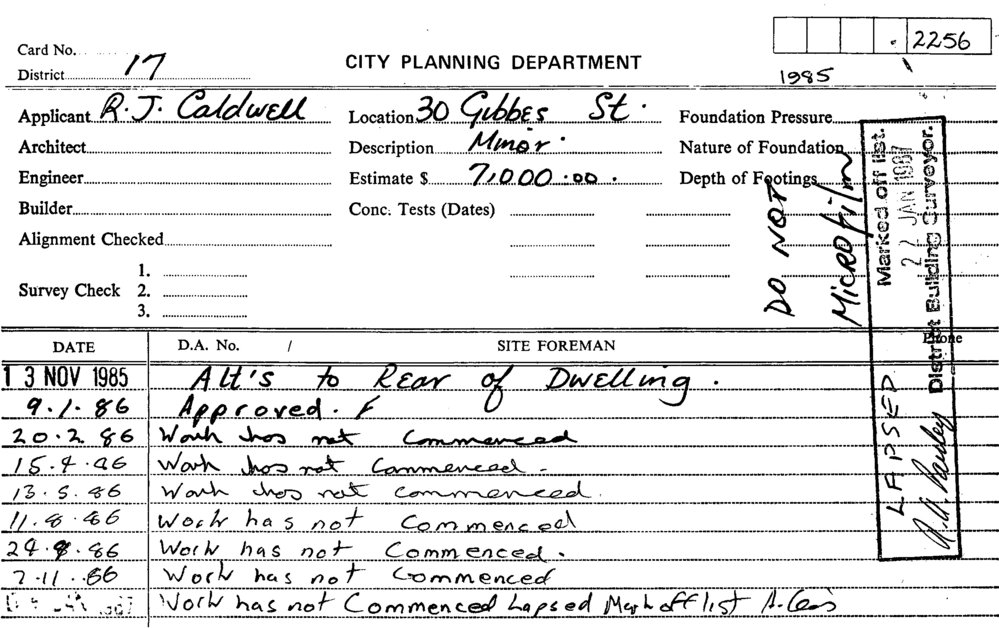 Card No.
2256
District 17
CITY PLANNING DEPARTMENT
1985
Applicant R.J. Caldwell
Location 30 Gibbes St.
Foundation Pressure
Architect
Description Minor.
Nature of Foundation
Engineer
Estimate $ 7,000.00.
Depth of Footings
Builder
Conc. Tests (Dates)
Alignment Checked
Survey Check
1.
2.
3.
DO NOT
MICROfilm
Marked off list.
22 JAN 1987
District Building Surveyor.
LAPSED
DATE
D.A. No. /
SITE FOREMAN
Phone
13 NOV 1985 Alt's to Rear of Dwelling.
9.1.86 Approved. F
20.2.86 Work has not Commenced
15.4.86 Work has not Commenced.
13.5.86 Work has not commenced.
11.8.86 Work has not Commenced
24.9.86 Work has not Commenced.
7.11.86 Work has not Commenced
Work has not Commenced Lapsed Mark off list